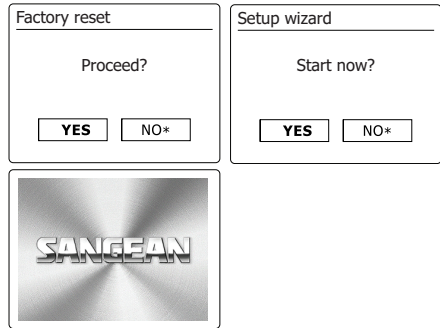 Factory reset
Proceed?
YES NO*
Setup wizard
Start now?
YES NO*
SANGEAN